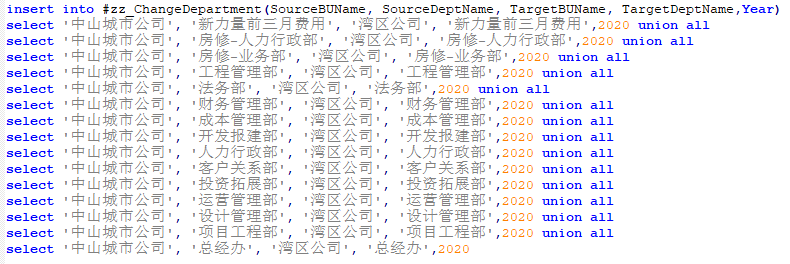 insert into #zz_ChangeDepartment(SourceBUName, SourceDeptName, TargetBUName, TargetDeptName,Year)
select '中山城市公司', '新力量前三月费用', '湾区公司', '新力量前三月费用',2020 union all
select '中山城市公司', '房修-人力行政部', '湾区公司', '房修-人力行政部',2020 union all
select '中山城市公司', '房修-业务部', '湾区公司', '房修-业务部',2020 union all
select '中山城市公司', '工程管理部', '湾区公司', '工程管理部',2020 union all
select '中山城市公司', '法务部', '湾区公司', '法务部',2020 union all
select '中山城市公司', '财务管理部', '湾区公司', '财务管理部',2020 union all
select '中山城市公司', '成本管理部', '湾区公司', '成本管理部',2020 union all
select '中山城市公司', '开发报建部', '湾区公司', '开发报建部',2020 union all
select '中山城市公司', '人力行政部', '湾区公司', '人力行政部',2020 union all
select '中山城市公司', '客户关系部', '湾区公司', '客户关系部',2020 union all
select '中山城市公司', '投资拓展部', '湾区公司', '投资拓展部',2020 union all
select '中山城市公司', '运营管理部', '湾区公司', '运营管理部',2020 union all
select '中山城市公司', '设计管理部', '湾区公司', '设计管理部',2020 union all
select '中山城市公司', '项目工程部', '湾区公司', '项目工程部',2020 union all
select '中山城市公司', '总经办', '湾区公司', '总经办',2020